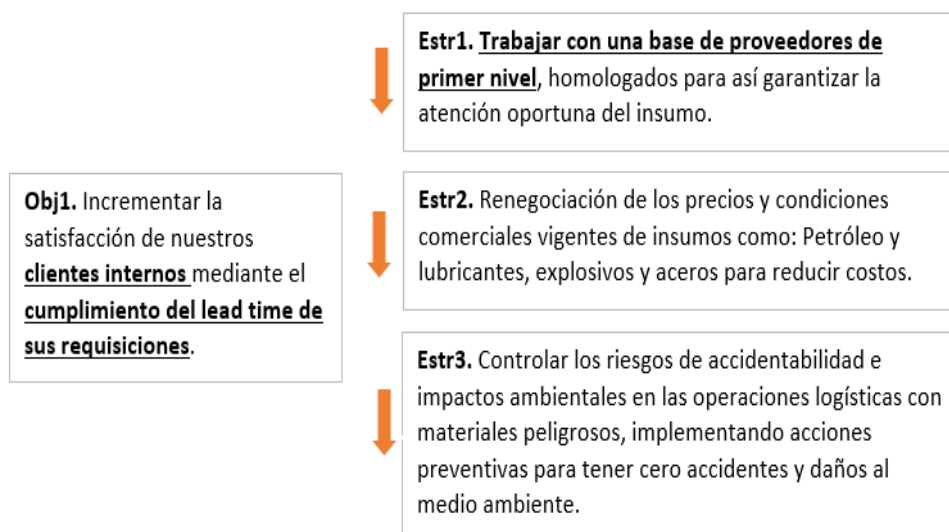 Estr1. Trabajar con una base de proveedores de
primer nivel, homologados para así garantizar la
atención oportuna del insumo.
Obj1. Incrementar la
satisfacción de nuestros
clientes internos mediante el
cumplimiento del lead time de
sus requisiciones.
Estr2. Renegociación de los precios y condiciones
comerciales vigentes de insumos como: Petróleo y
lubricantes, explosivos y aceros para reducir costos.
Estr3. Controlar los riesgos de accidentabilidad e
impactos ambientales en las operaciones logísticas con
materiales peligrosos, implementando acciones
preventivas para tener cero accidentes y daños al
medio ambiente.